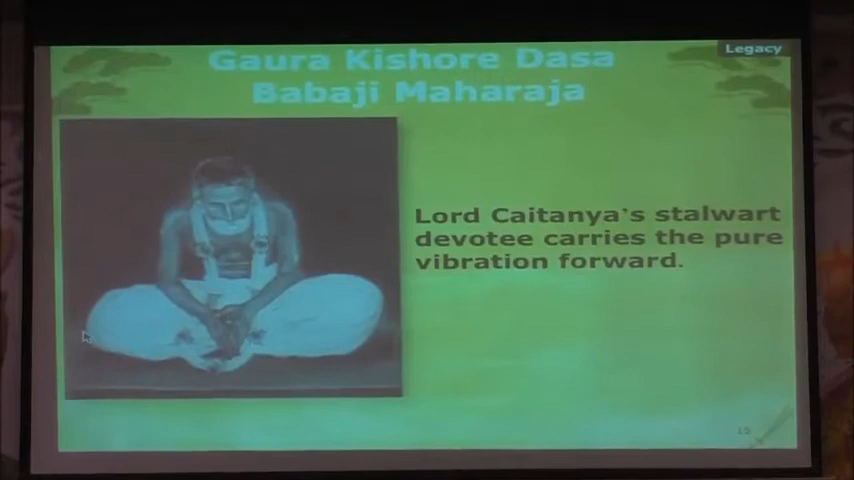 Legacy
Gaura Kishore Dasa
Babaji Maharaja
Lord Caitanya's stalwart
devotee carries the pure
vibration forward.